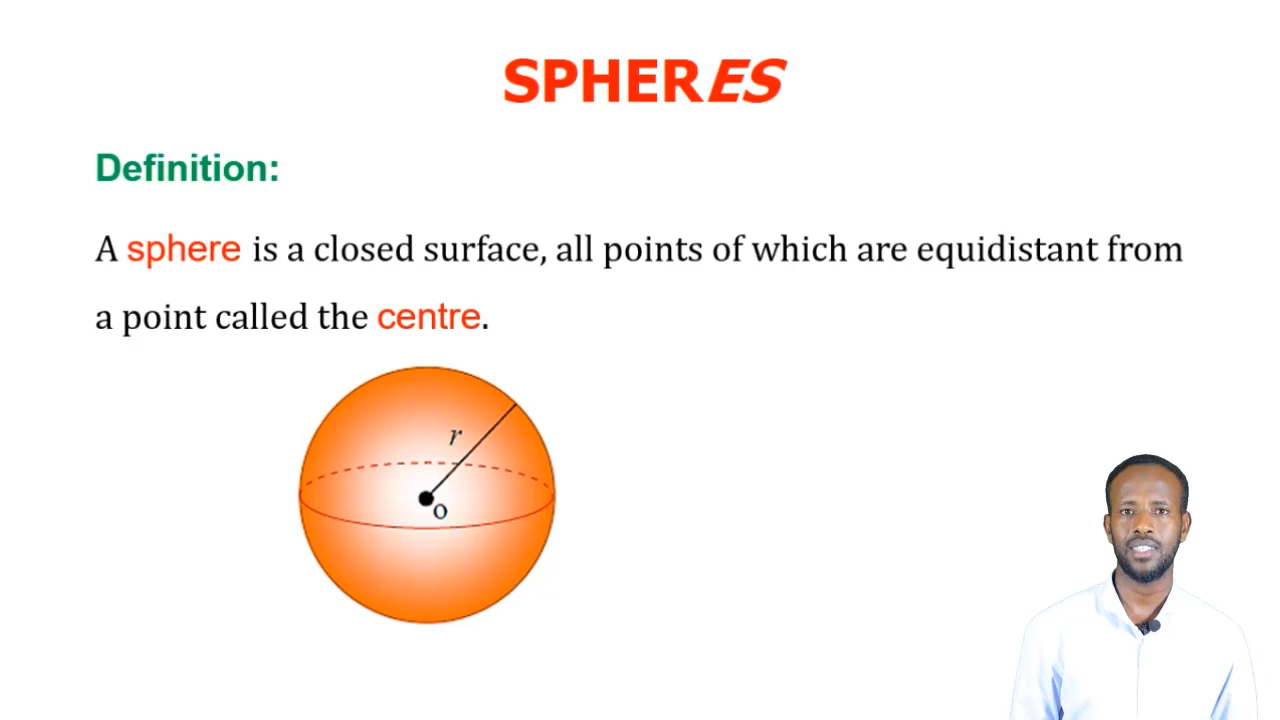 SPHERES
Definition:
A sphere is a closed surface, all points of which are equidistant from
a point called the centre.
r
o